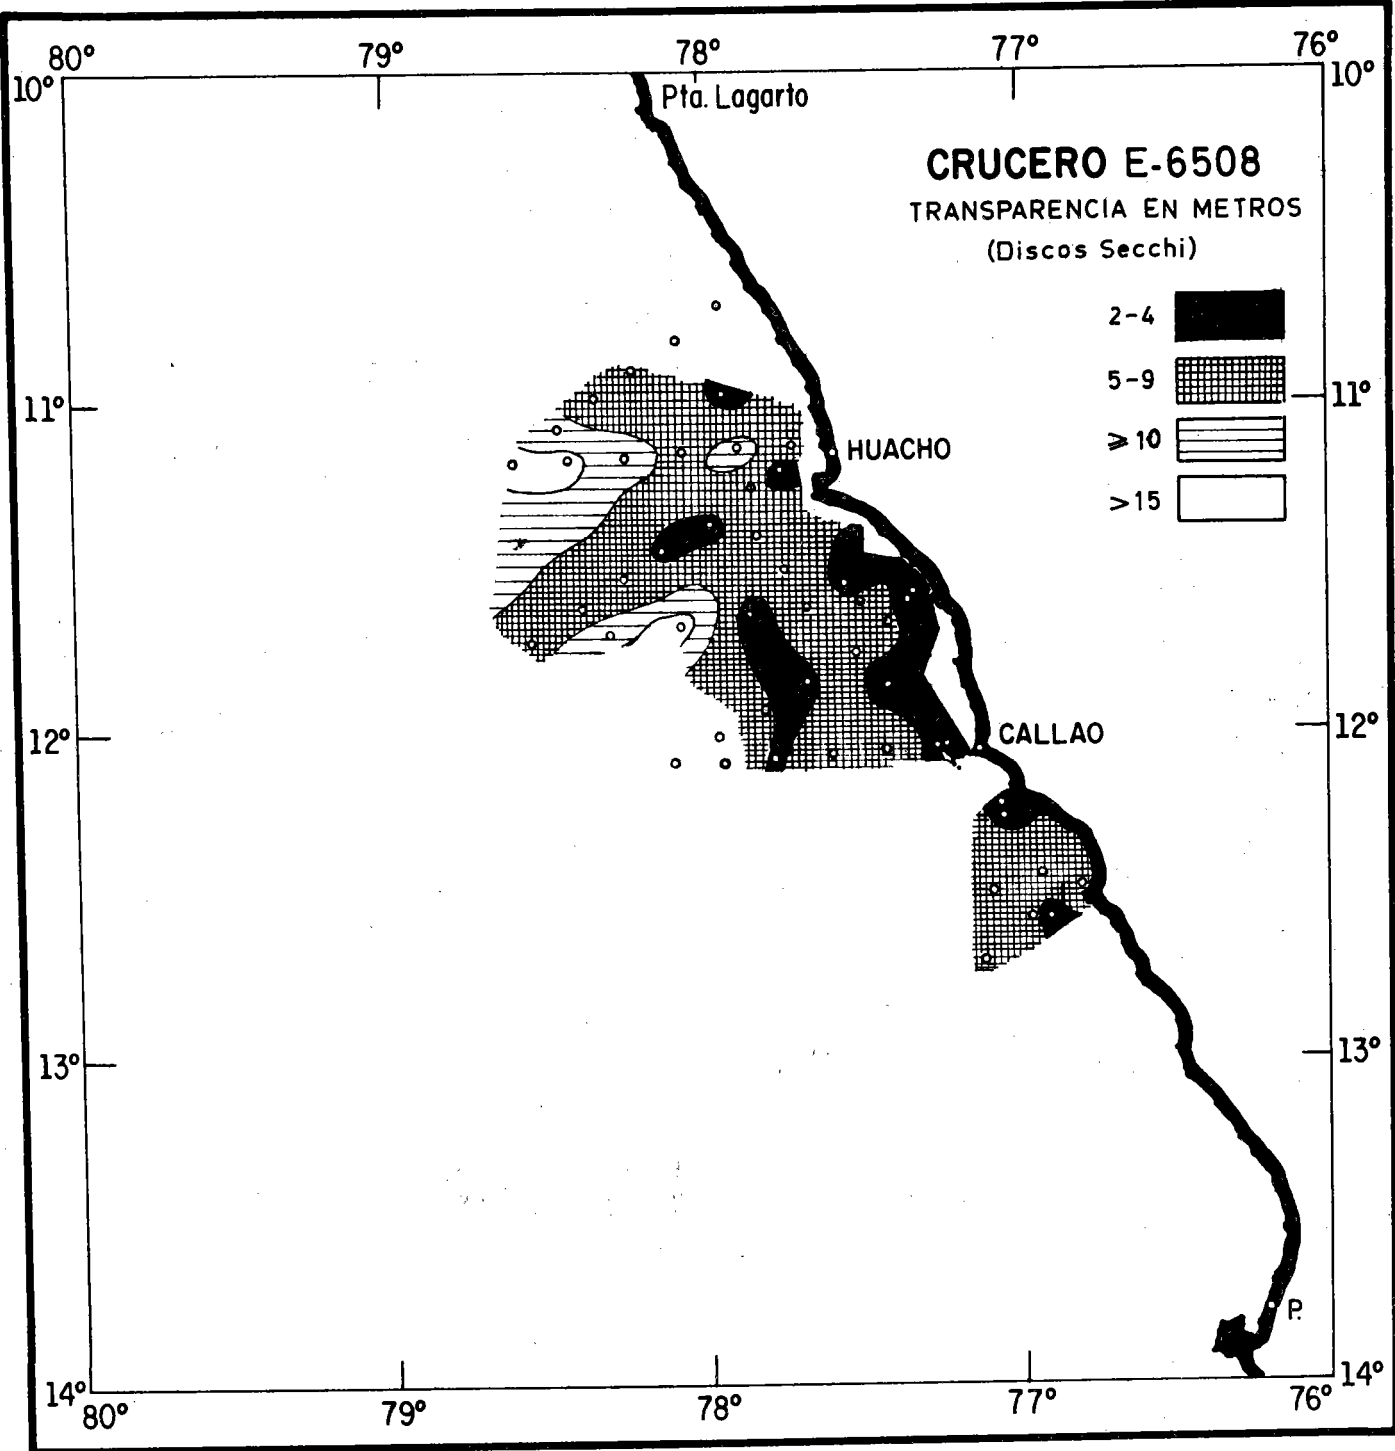 80° 79° 78° 77° 76°
10° 10°
Pta. Lagarto
CRUCERO E-6508
TRANSPARENCIA EN METROS
(Discos Secchi)
2-4
5-9
11° 11°
⩾10
HUACHO
>15
12° 12°
CALLAO
13° 13°
P.
14° 14°
80° 79° 78° 77° 76°